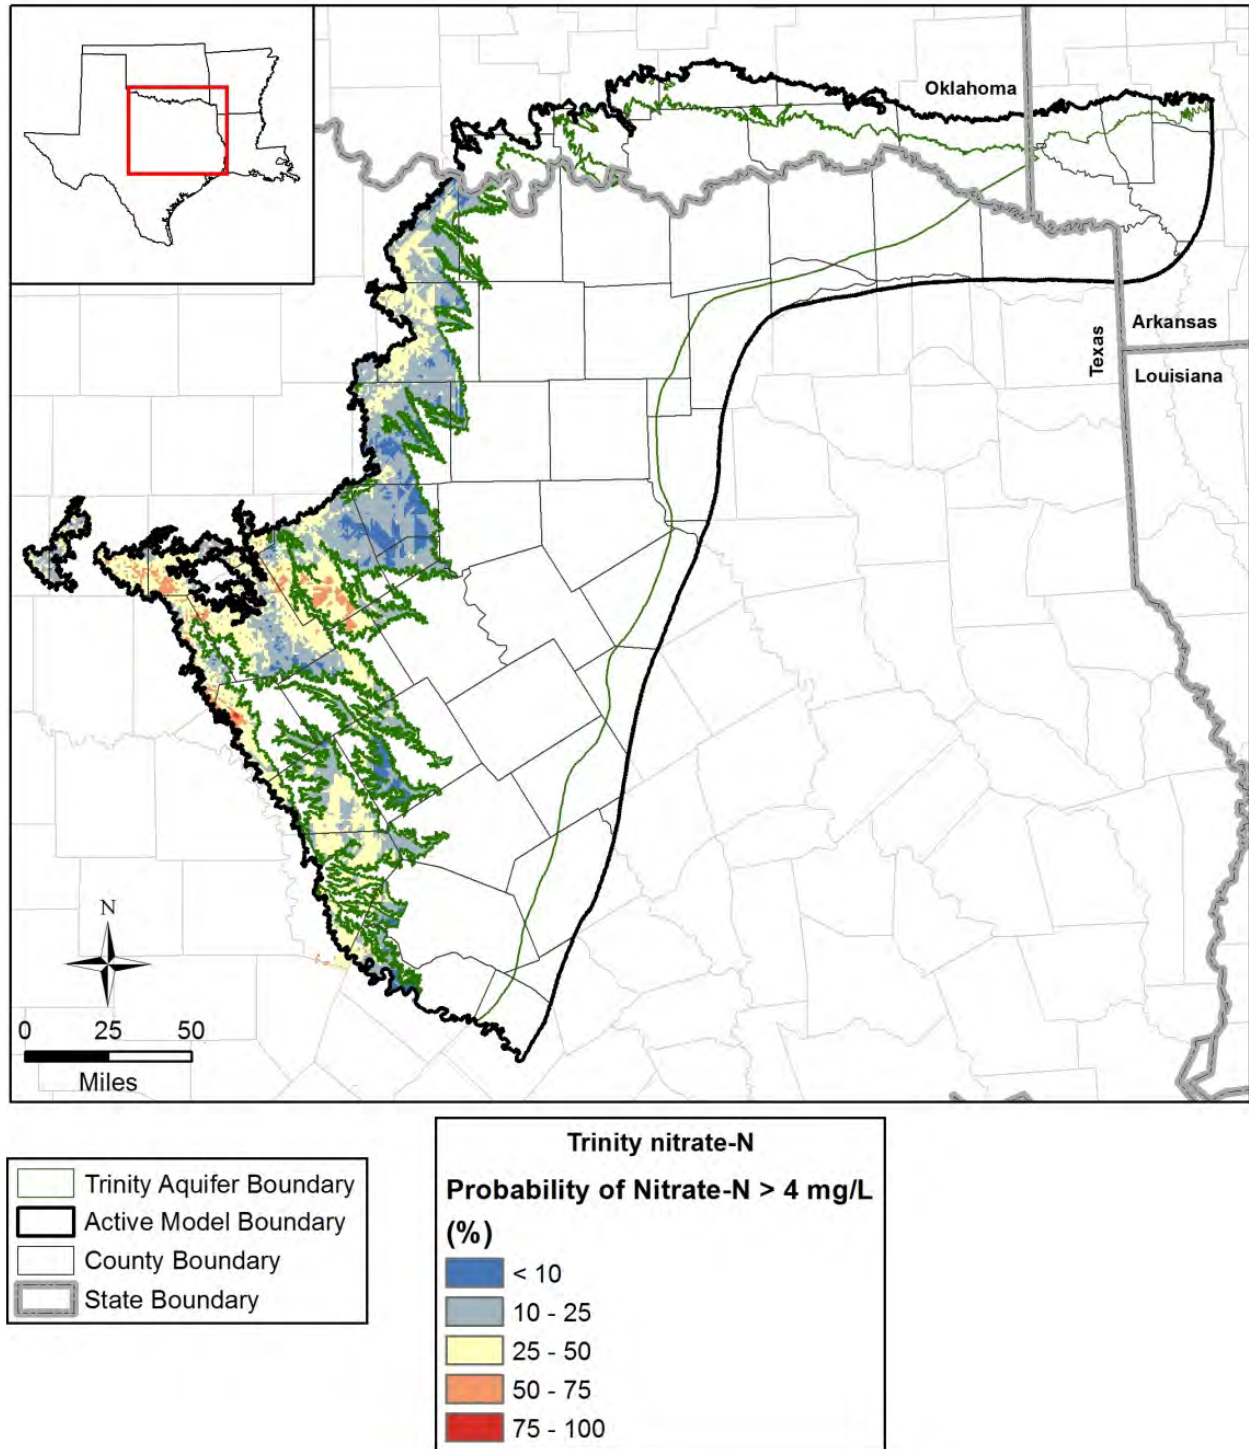 Oklahoma
Arkansas
Texas
Louisiana
N
0 25 50
Miles
Trinity Aquifer Boundary
Active Model Boundary
County Boundary
State Boundary
Trinity nitrate-N
Probability of Nitrate-N > 4 mg/L
(%)
< 10
10 - 25
25 - 50
50 - 75
75 - 100